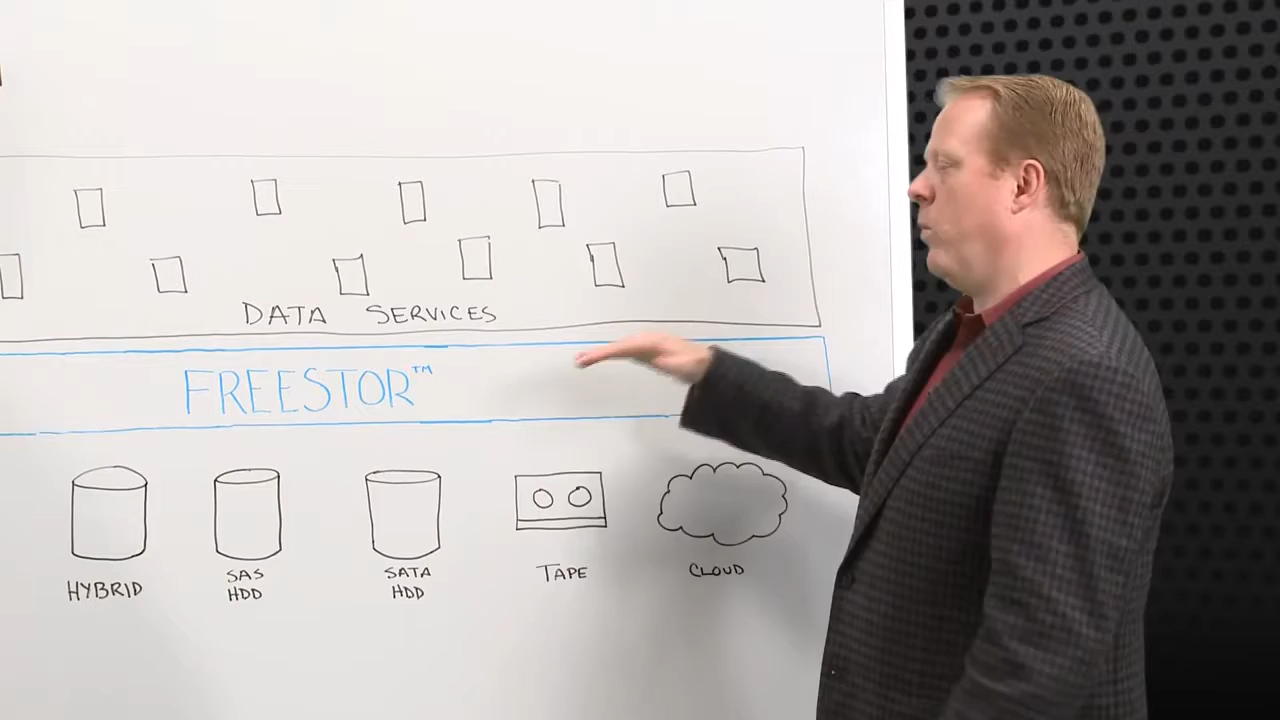 DATA SERVICES
FREESTOR™
HYBRID
SAS
HDD
SATA
HDD
TAPE
CLOUD